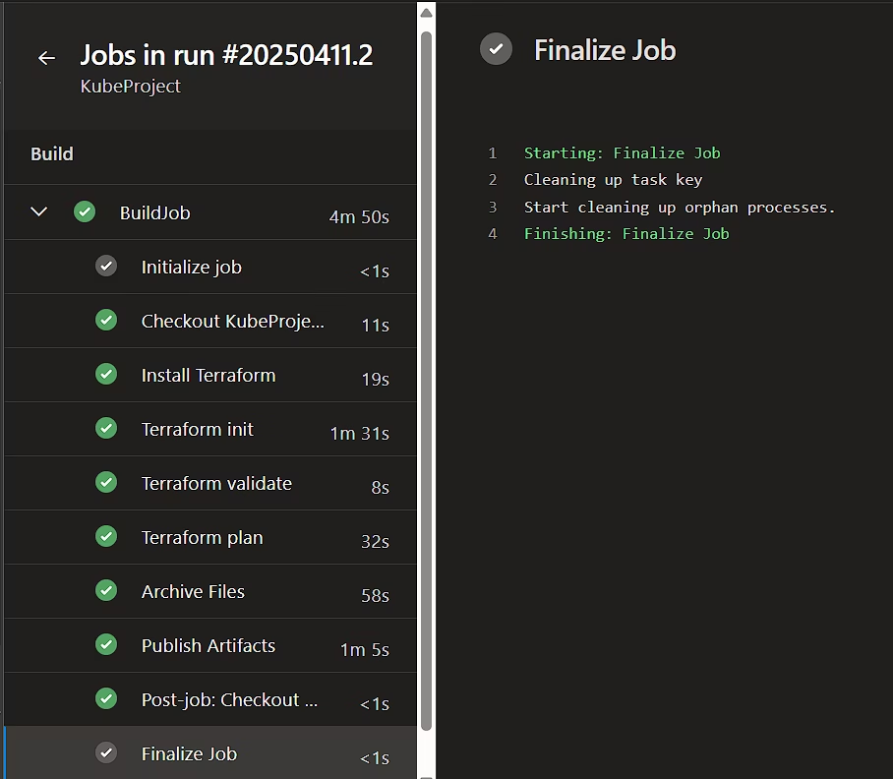 Jobs in run #20250411.2
KubeProject
Build
BuildJob 4m 50s
Initialize job <1s
Checkout KubeProje... 11s
Install Terraform 19s
Terraform init 1m 31s
Terraform validate 8s
Terraform plan 32s
Archive Files 58s
Publish Artifacts 1m 5s
Post-job: Checkout ... <1s
Finalize Job <1s
Finalize Job
1 Starting: Finalize Job
2 Cleaning up task key
3 Start cleaning up orphan processes.
4 Finishing: Finalize Job